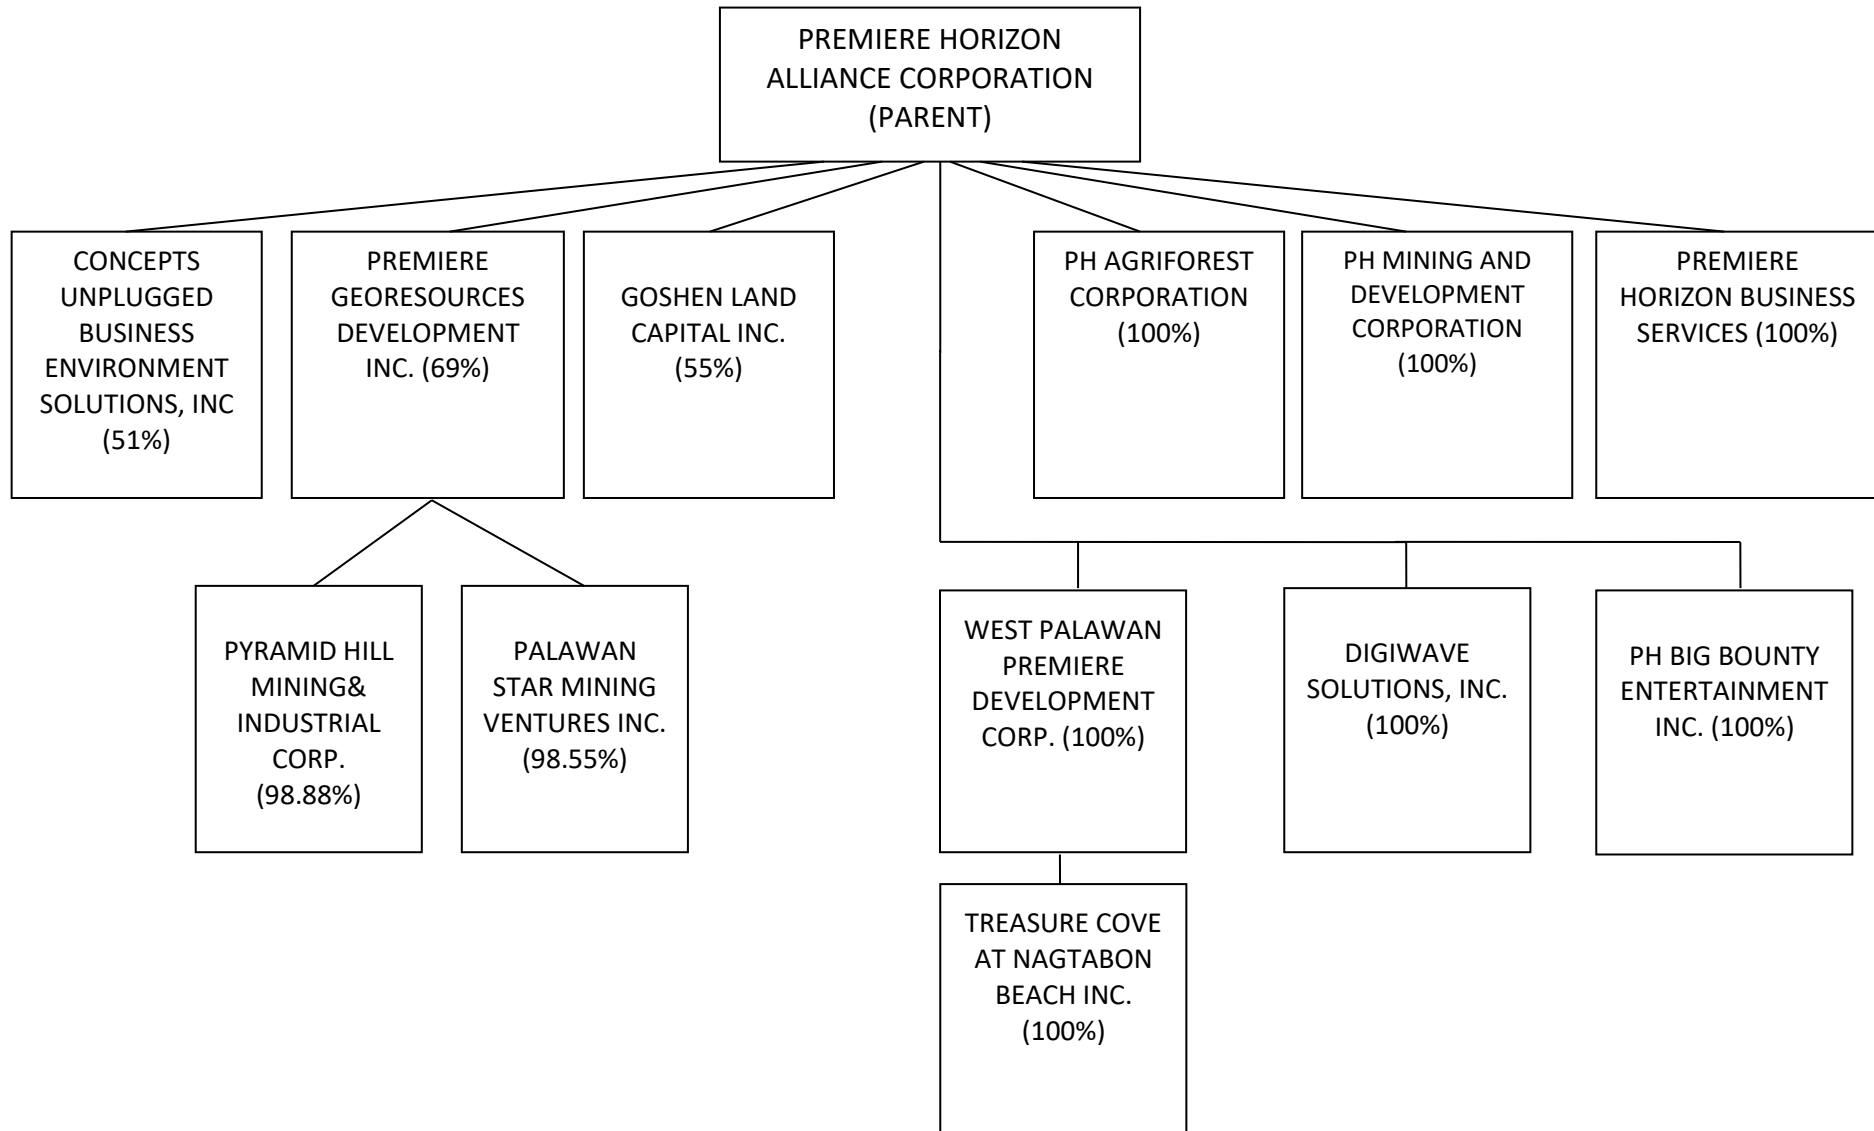 PREMIERE HORIZON
ALLIANCE CORPORATION
(PARENT)
CONCEPTS
UNPLUGGED
BUSINESS
ENVIRONMENT
SOLUTIONS, INC
(51%)
PREMIERE
GEORESOURCES
DEVELOPMENT
INC. (69%)
GOSHEN LAND
CAPITAL INC.
(55%)
PH AGRIFOREST
CORPORATION
(100%)
PH MINING AND
DEVELOPMENT
CORPORATION
(100%)
PREMIERE
HORIZON BUSINESS
SERVICES (100%)
PYRAMID HILL
MINING&
INDUSTRIAL
CORP.
(98.88%)
PALAWAN
STAR MINING
VENTURES INC.
(98.55%)
WEST PALAWAN
PREMIERE
DEVELOPMENT
CORP. (100%)
DIGIWAVE
SOLUTIONS, INC.
(100%)
PH BIG BOUNTY
ENTERTAINMENT
INC. (100%)
TREASURE COVE
AT NAGTABON
BEACH INC.
(100%)